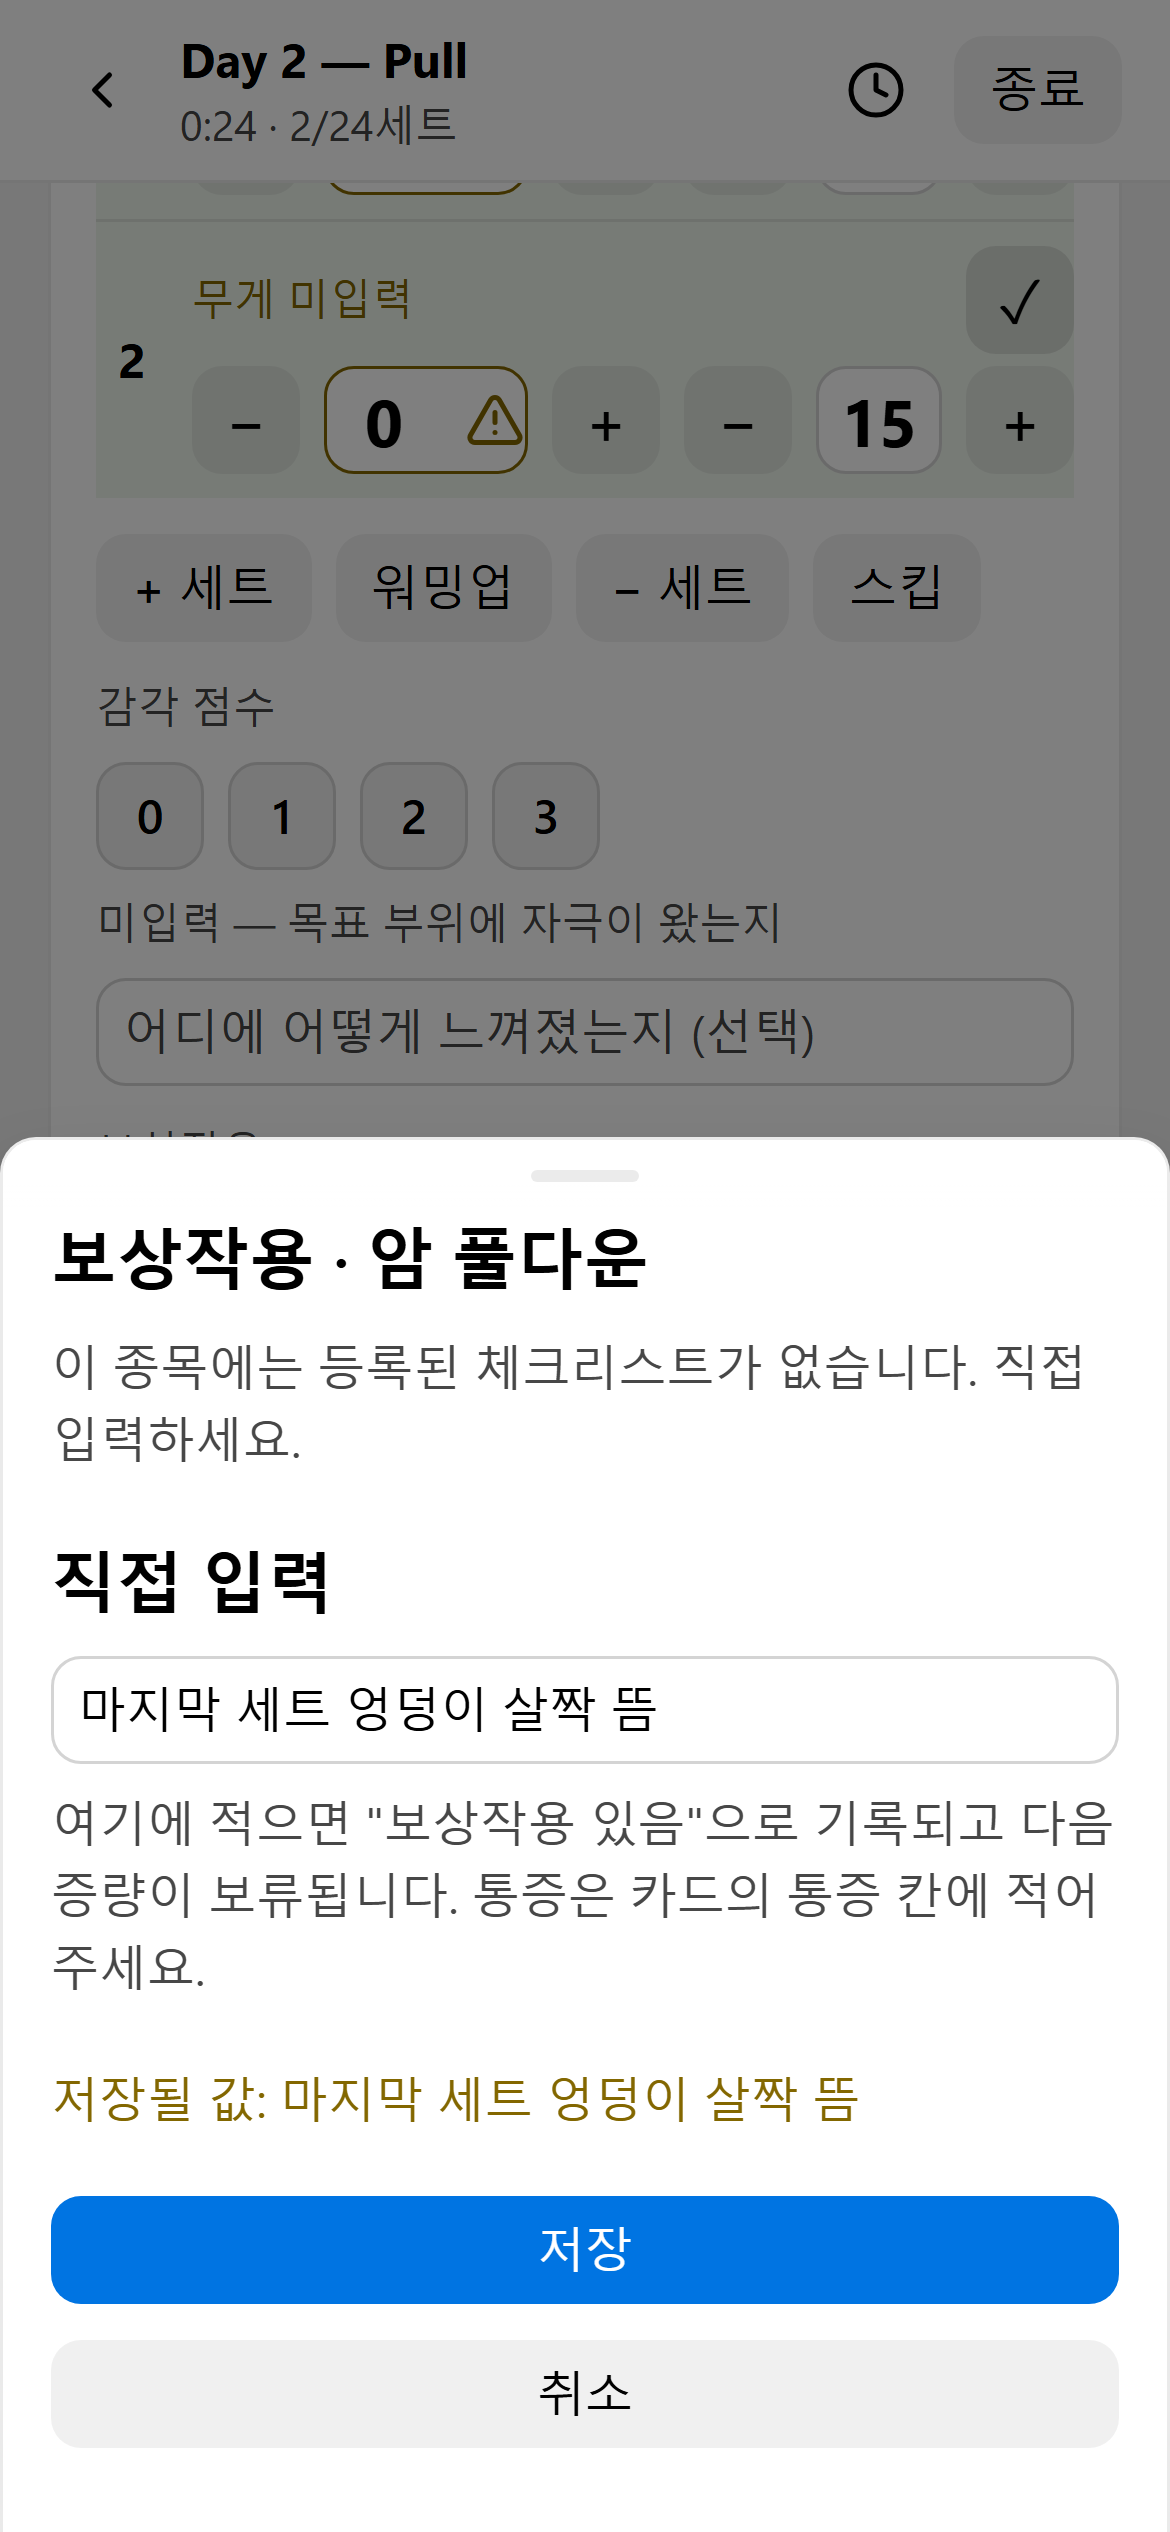 Day 2 — Pull
0:24 · 2/24세트
종료
무게 미입력
✓
2
−
0
+
−
15
+
+ 세트
워밍업
− 세트
스킵
감각 점수
0
1
2
3
미입력 — 목표 부위에 자극이 왔는지
어디에 어떻게 느껴졌는지 (선택)
보상작용 · 암 풀다운
이 종목에는 등록된 체크리스트가 없습니다. 직접
입력하세요.
직접 입력
마지막 세트 엉덩이 살짝 뜸
여기에 적으면 "보상작용 있음"으로 기록되고 다음
증량이 보류됩니다. 통증은 카드의 통증 칸에 적어
주세요.
저장될 값: 마지막 세트 엉덩이 살짝 뜸
저장
취소